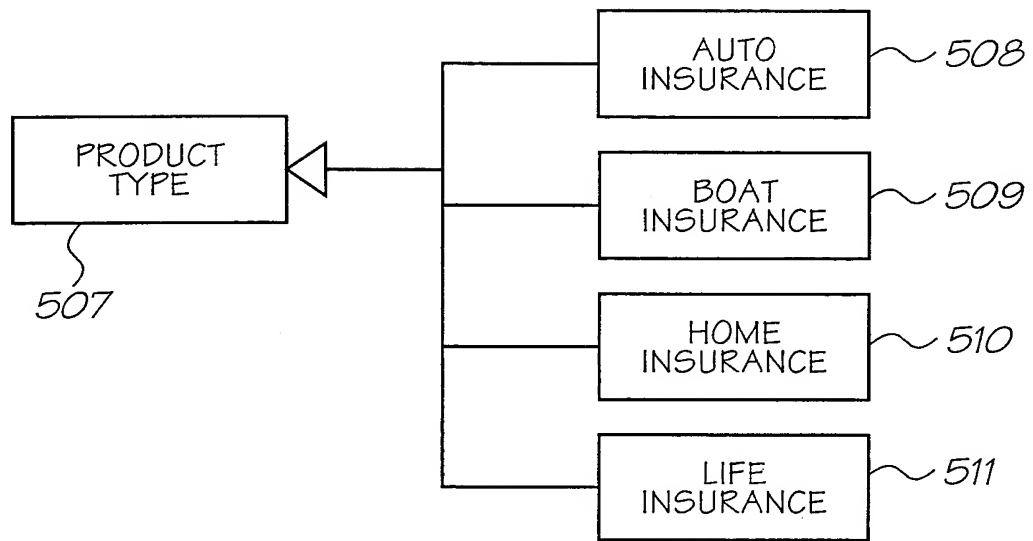 AUTO
INSURANCE
508
PRODUCT
TYPE
507
BOAT
INSURANCE
509
HOME
INSURANCE
510
LIFE
INSURANCE
511